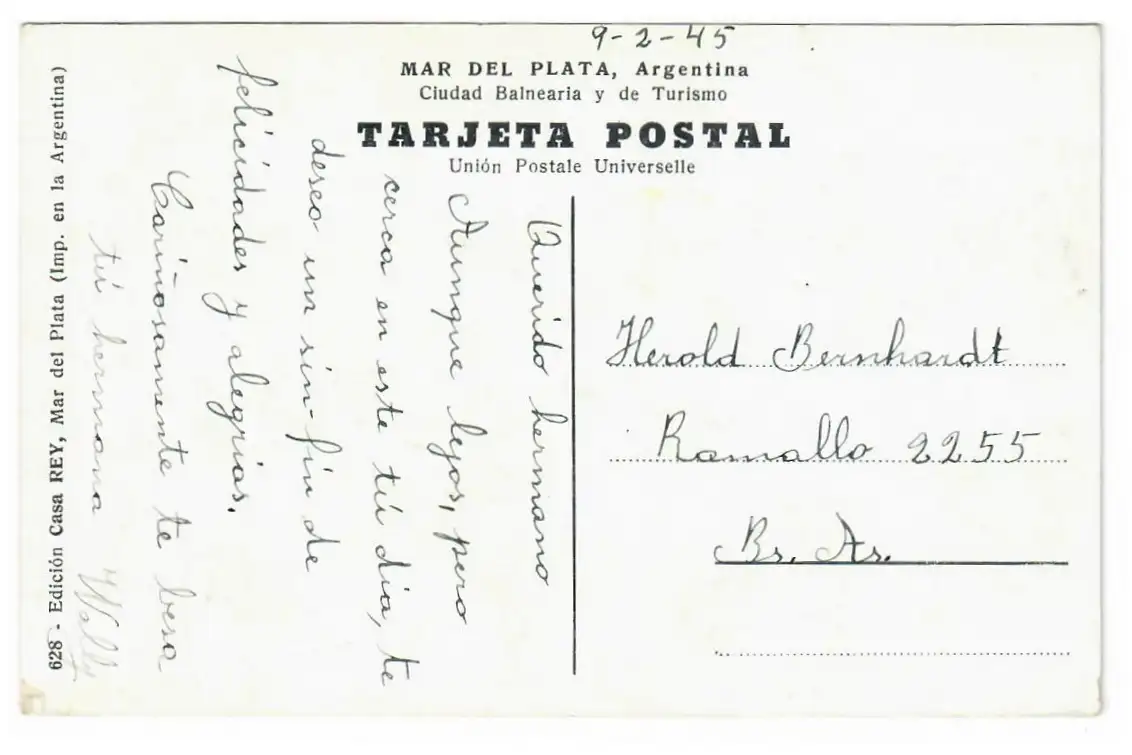 9-2-45
MAR DEL PLATA, Argentina
Ciudad Balnearia y de Turismo
TARJETA POSTAL
Unión Postale Universelle
Querido hermano
Aunque lejos, pero
cerca en este tú día, te
deseo un sin-fin de
felicidades y alegrías.
Cariñosamente te besa
tú hermana Wally
Herold Bernhardt
Ramallo 2255
Bs. As.
628 - Edición Casa REY, Mar del Plata (Imp. en la Argentina)